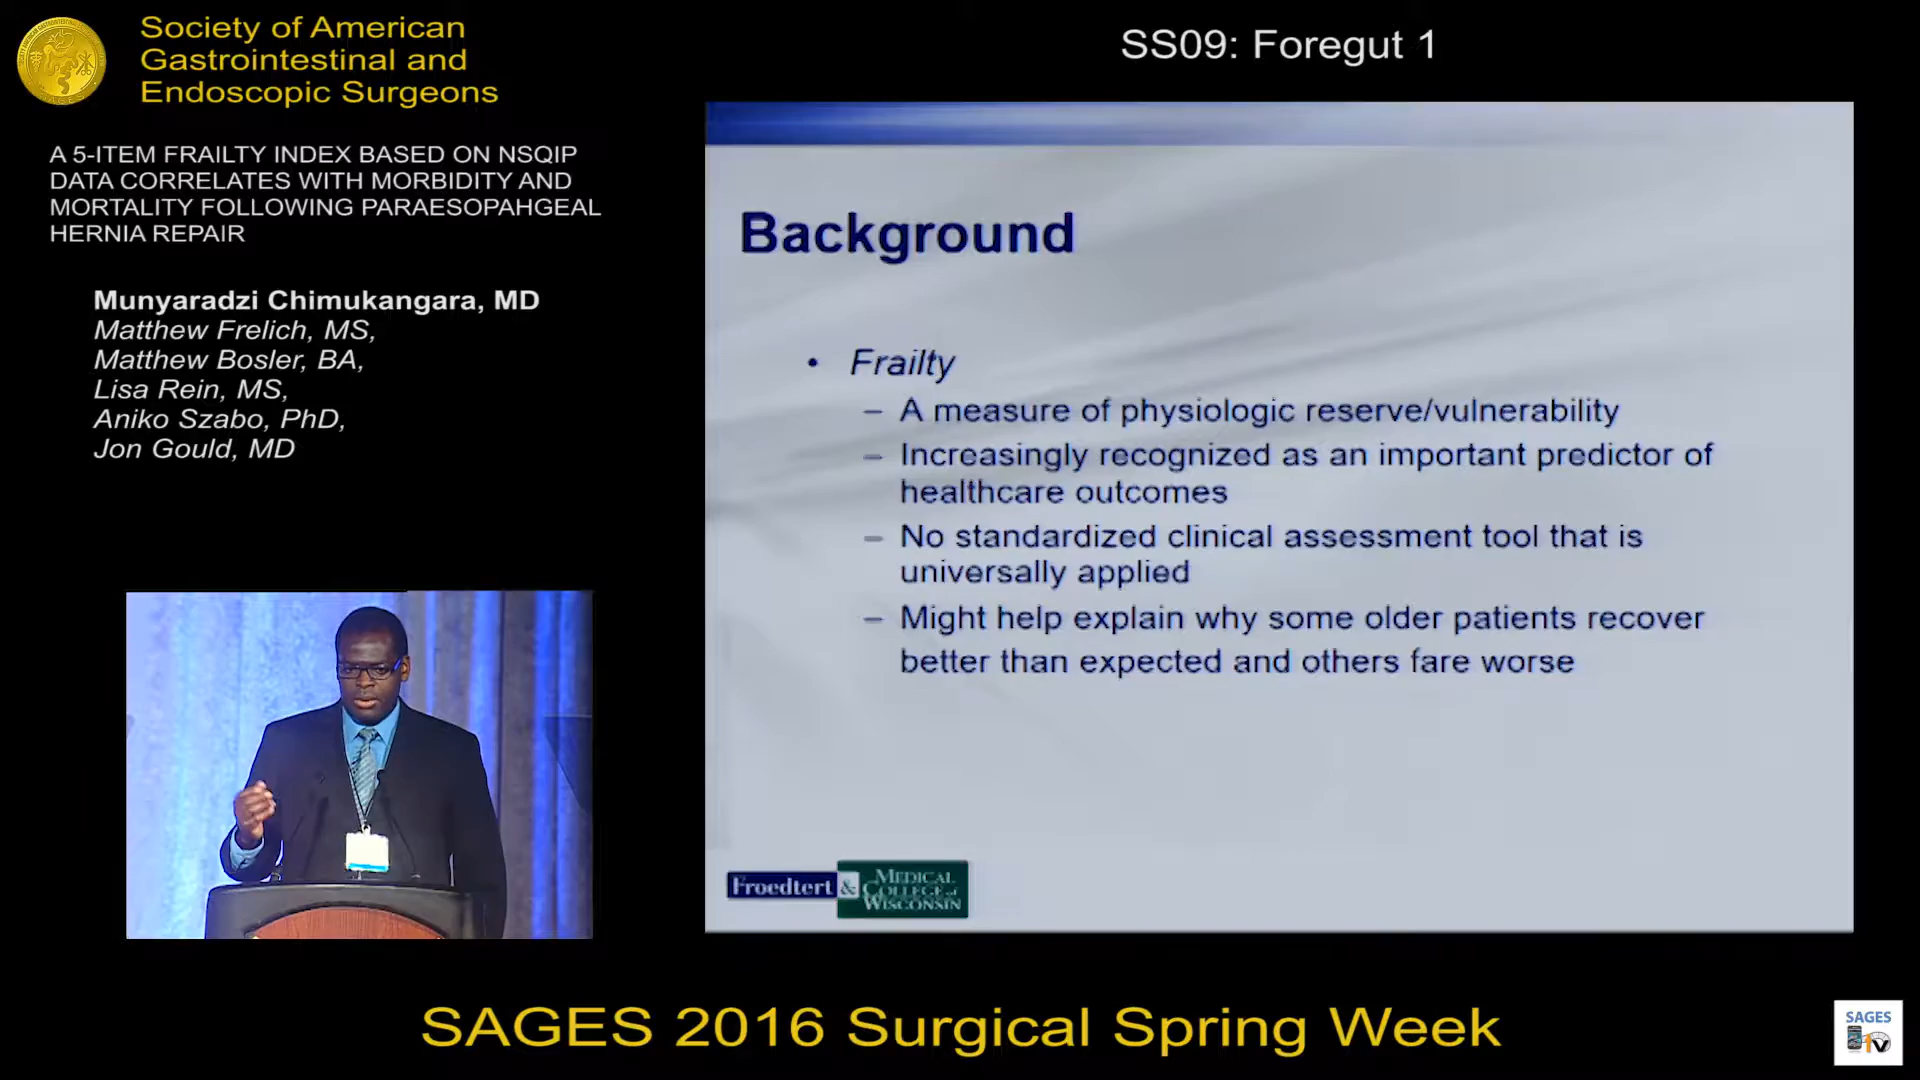 Society of American
Gastrointestinal and
Endoscopic Surgeons
SS09: Foregut 1
A 5-ITEM FRAILTY INDEX BASED ON NSQIP
DATA CORRELATES WITH MORBIDITY AND
MORTALITY FOLLOWING PARAESOPAHGEAL
HERNIA REPAIR
Munyaradzi Chimukangara, MD
Matthew Frelich, MS,
Matthew Bosler, BA,
Lisa Rein, MS,
Aniko Szabo, PhD,
Jon Gould, MD
Background
• Frailty
– A measure of physiologic reserve/vulnerability
– Increasingly recognized as an important predictor of
healthcare outcomes
– No standardized clinical assessment tool that is
universally applied
– Might help explain why some older patients recover
better than expected and others fare worse
Froedtert &
MEDICAL
COLLEGE of
WISCONSIN
SAGES 2016 Surgical Spring Week
SAGES
TV